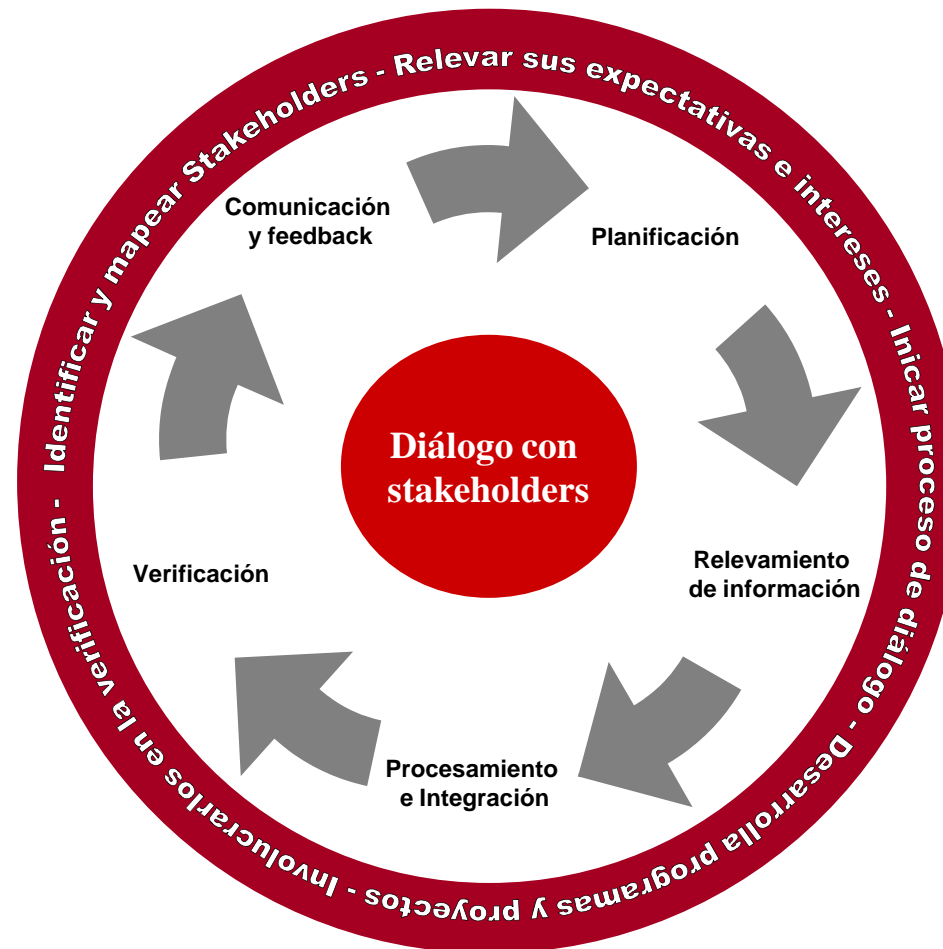 Identificar y mapear Stakeholders - Relevar sus expectativas e intereses - Inicar proceso de diálogo - Desarrolla programas y proyectos - Involucrarlos en la verificación -
Comunicación
y feedback
Planificación
Diálogo con
stakeholders
Relevamiento
de información
Verificación
Procesamiento
e Integración